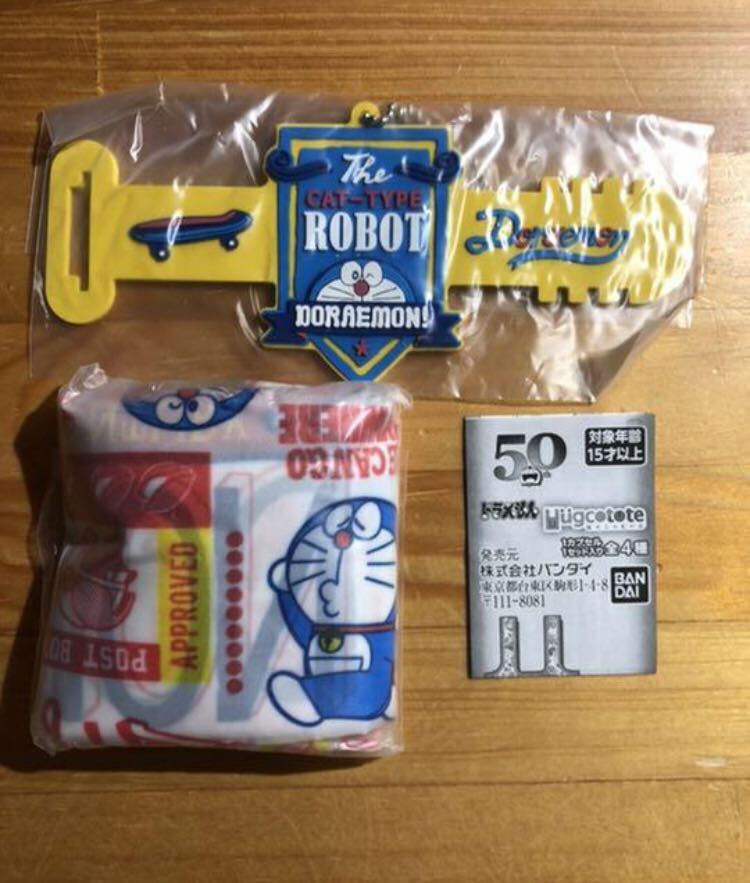 The
CAT-TYPE
ROBOT
DORAEMON!
Doraemon
E CAN GO
WHERE
APPROVED
POST BO
50
対象年齢
15才以上
ドラえもん
Hugcotote
1カプセル
1セット入り
全4種
発売元
株式会社バンダイ
東京都台東区駒形1-4-8
〒111-8081
BAN
DAI